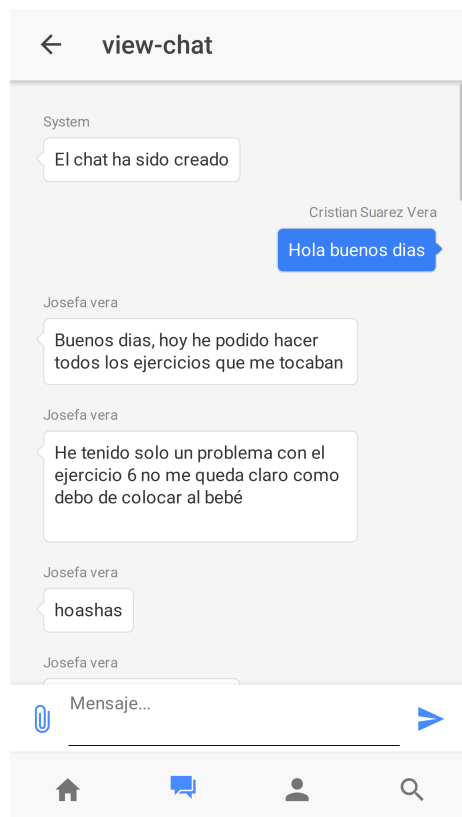 view-chat
System
El chat ha sido creado
Cristian Suarez Vera
Hola buenos dias
Josefa vera
Buenos dias, hoy he podido hacer
todos los ejercicios que me tocaban
Josefa vera
He tenido solo un problema con el
ejercicio 6 no me queda claro como
debo de colocar al bebé
Josefa vera
hoashas
Josefa vera
Mensaje...